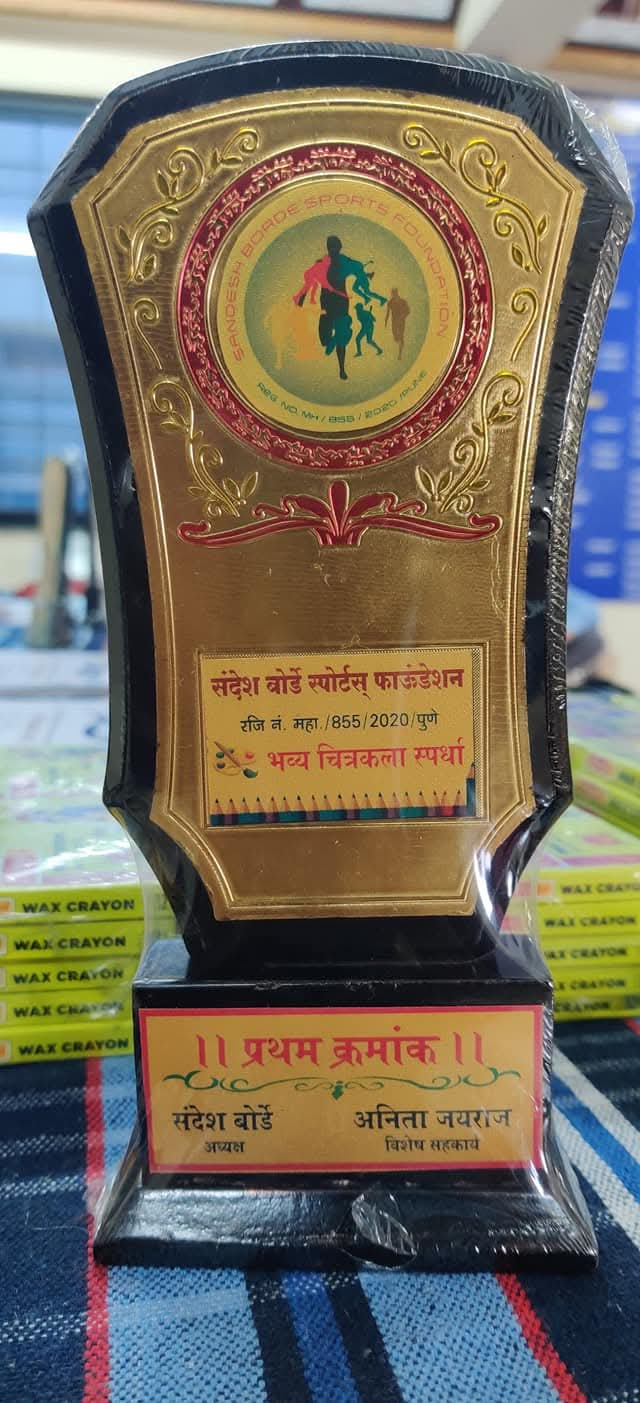 SANDESH BORDE SPORTS FOUNDATION
REG. NO. MH / 855 / 2020 / PUNE
संदेश बोर्डे स्पोर्टस् फाऊंडेशन
रजि नं. महा./855/2020/पुणे
भव्य चित्रकला स्पर्धा
WAX CRAYON
WAX CRAYON
WAX CRAYON
WAX CRAYON
WAX CRAYON
WAX CRAYON
WAX CRAYON
CRAYON
CRAYON
CRAYON
।। प्रथम क्रमांक ।।
संदेश बोर्डे अनिता जयराज
अध्यक्ष विशेष सहकार्य